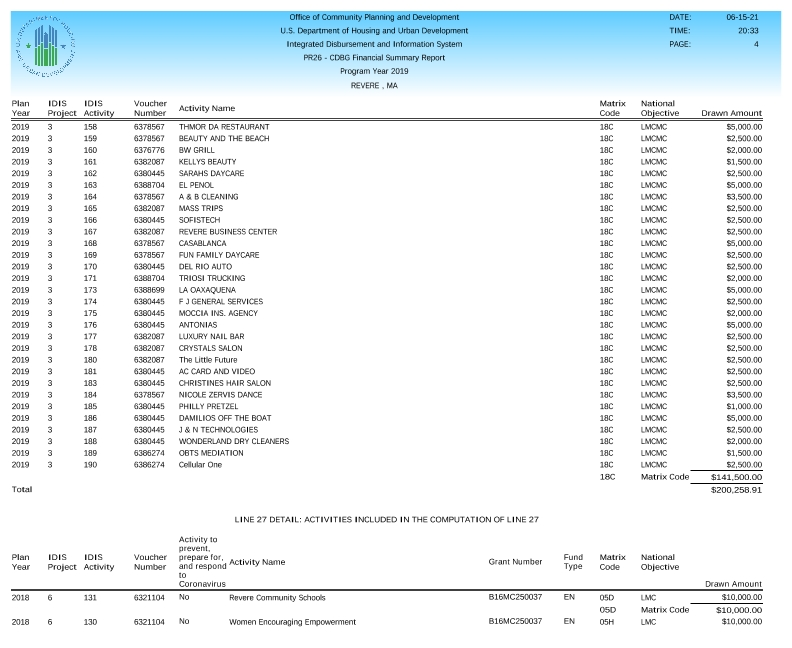 Office of Community Planning and Development DATE: 06-15-21
U.S. Department of Housing and Urban Development TIME: 20:33
Integrated Disbursement and Information System PAGE: 4
PR26 - CDBG Financial Summary Report
Program Year 2019
REVERE , MA
Plan Year IDIS Project IDIS Activity Voucher Number Activity Name Matrix Code National Objective Drawn Amount
2019 3 158 6378567 THMOR DA RESTAURANT 18C LMCMC $5,000.00
2019 3 159 6378567 BEAUTY AND THE BEACH 18C LMCMC $2,500.00
2019 3 160 6376776 BW GRILL 18C LMCMC $2,000.00
2019 3 161 6382087 KELLYS BEAUTY 18C LMCMC $1,500.00
2019 3 162 6380445 SARAHS DAYCARE 18C LMCMC $2,500.00
2019 3 163 6388704 EL PENOL 18C LMCMC $5,000.00
2019 3 164 6378567 A & B CLEANING 18C LMCMC $3,500.00
2019 3 165 6382087 MASS TRIPS 18C LMCMC $2,500.00
2019 3 166 6380445 SOFISTECH 18C LMCMC $2,500.00
2019 3 167 6382087 REVERE BUSINESS CENTER 18C LMCMC $2,500.00
2019 3 168 6378567 CASABLANCA 18C LMCMC $5,000.00
2019 3 169 6378567 FUN FAMILY DAYCARE 18C LMCMC $2,500.00
2019 3 170 6380445 DEL RIO AUTO 18C LMCMC $2,500.00
2019 3 171 6388704 TRIOSI TRUCKING 18C LMCMC $2,000.00
2019 3 173 6388699 LA OAXAQUENA 18C LMCMC $5,000.00
2019 3 174 6380445 F J GENERAL SERVICES 18C LMCMC $2,500.00
2019 3 175 6380445 MOCCIA INS. AGENCY 18C LMCMC $2,000.00
2019 3 176 6380445 ANTONIAS 18C LMCMC $5,000.00
2019 3 177 6382087 LUXURY NAIL BAR 18C LMCMC $2,500.00
2019 3 178 6382087 CRYSTALS SALON 18C LMCMC $2,500.00
2019 3 180 6382087 The Little Future 18C LMCMC $2,500.00
2019 3 181 6380445 AC CARD AND VIDEO 18C LMCMC $2,500.00
2019 3 183 6380445 CHRIISTINES HAIR SALON 18C LMCMC $2,500.00
2019 3 184 6378567 NICOLE ZERVIS DANCE 18C LMCMC $3,500.00
2019 3 185 6380445 PHILLY PRETZEL 18C LMCMC $1,000.00
2019 3 186 6380445 DAMILIOS OFF THE BOAT 18C LMCMC $5,000.00
2019 3 187 6380445 J & N TECHNOLOGIES 18C LMCMC $2,500.00
2019 3 188 6380445 WONDERLAND DRY CLEANERS 18C LMCMC $2,000.00
2019 3 189 6386274 OBTS MEDIATION 18C LMCMC $1,500.00
2019 3 190 6386274 Cellular One 18C LMCMC $2,500.00
18C Matrix Code $141,500.00
Total $200,258.91
LINE 27 DETAIL: ACTIVITIES INCLUDED IN THE COMPUTATION OF LINE 27
Plan Year IDIS Project IDIS Activity Voucher Number Activity to prevent, prepare for, and respond to Coronavirus Activity Name Grant Number Fund Type Matrix Code National Objective Drawn Amount
2018 6 131 6321104 No Revere Community Schools B16MC250037 EN 05D LMC $10,000.00
05D Matrix Code $10,000.00
2018 6 130 6321104 No Women Encouraging Empowerment B16MC250037 EN 05H LMC $10,000.00